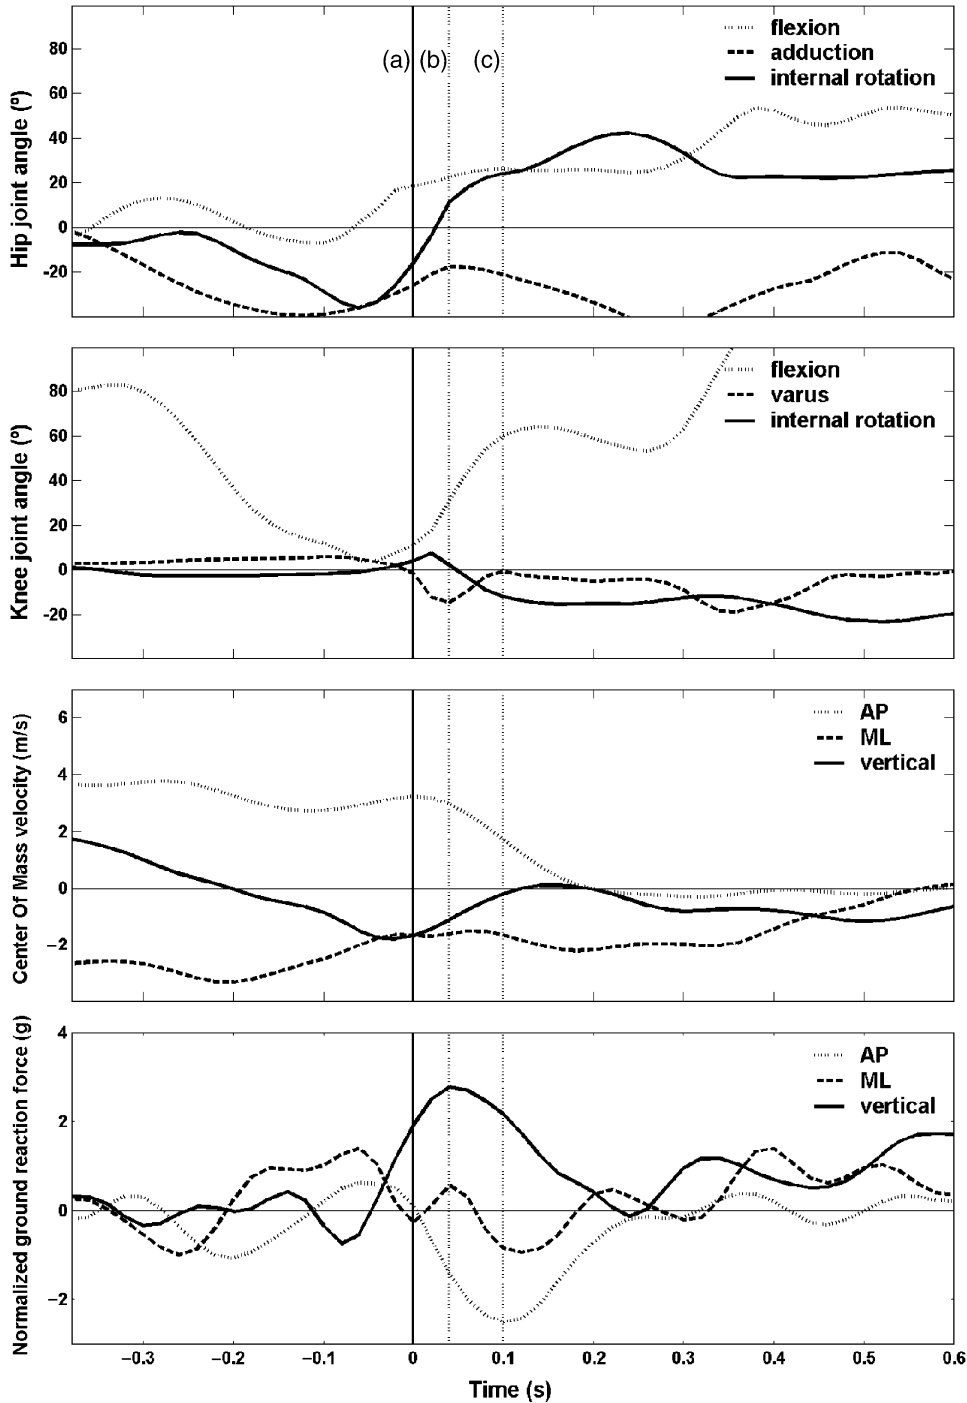 (a) (b) (c)
flexion
adduction
internal rotation
Hip joint angle (º)
80
60
40
20
0
-20
flexion
varus
internal rotation
Knee joint angle (º)
80
60
40
20
0
-20
AP
ML
vertical
Center Of Mass velocity (m/s)
6
4
2
0
−2
AP
ML
vertical
Normalized ground reaction force (g)
4
2
0
−2
−0.3 −0.2 −0.1 0 0.1 0.2 0.3 0.4 0.5 0.6
Time (s)